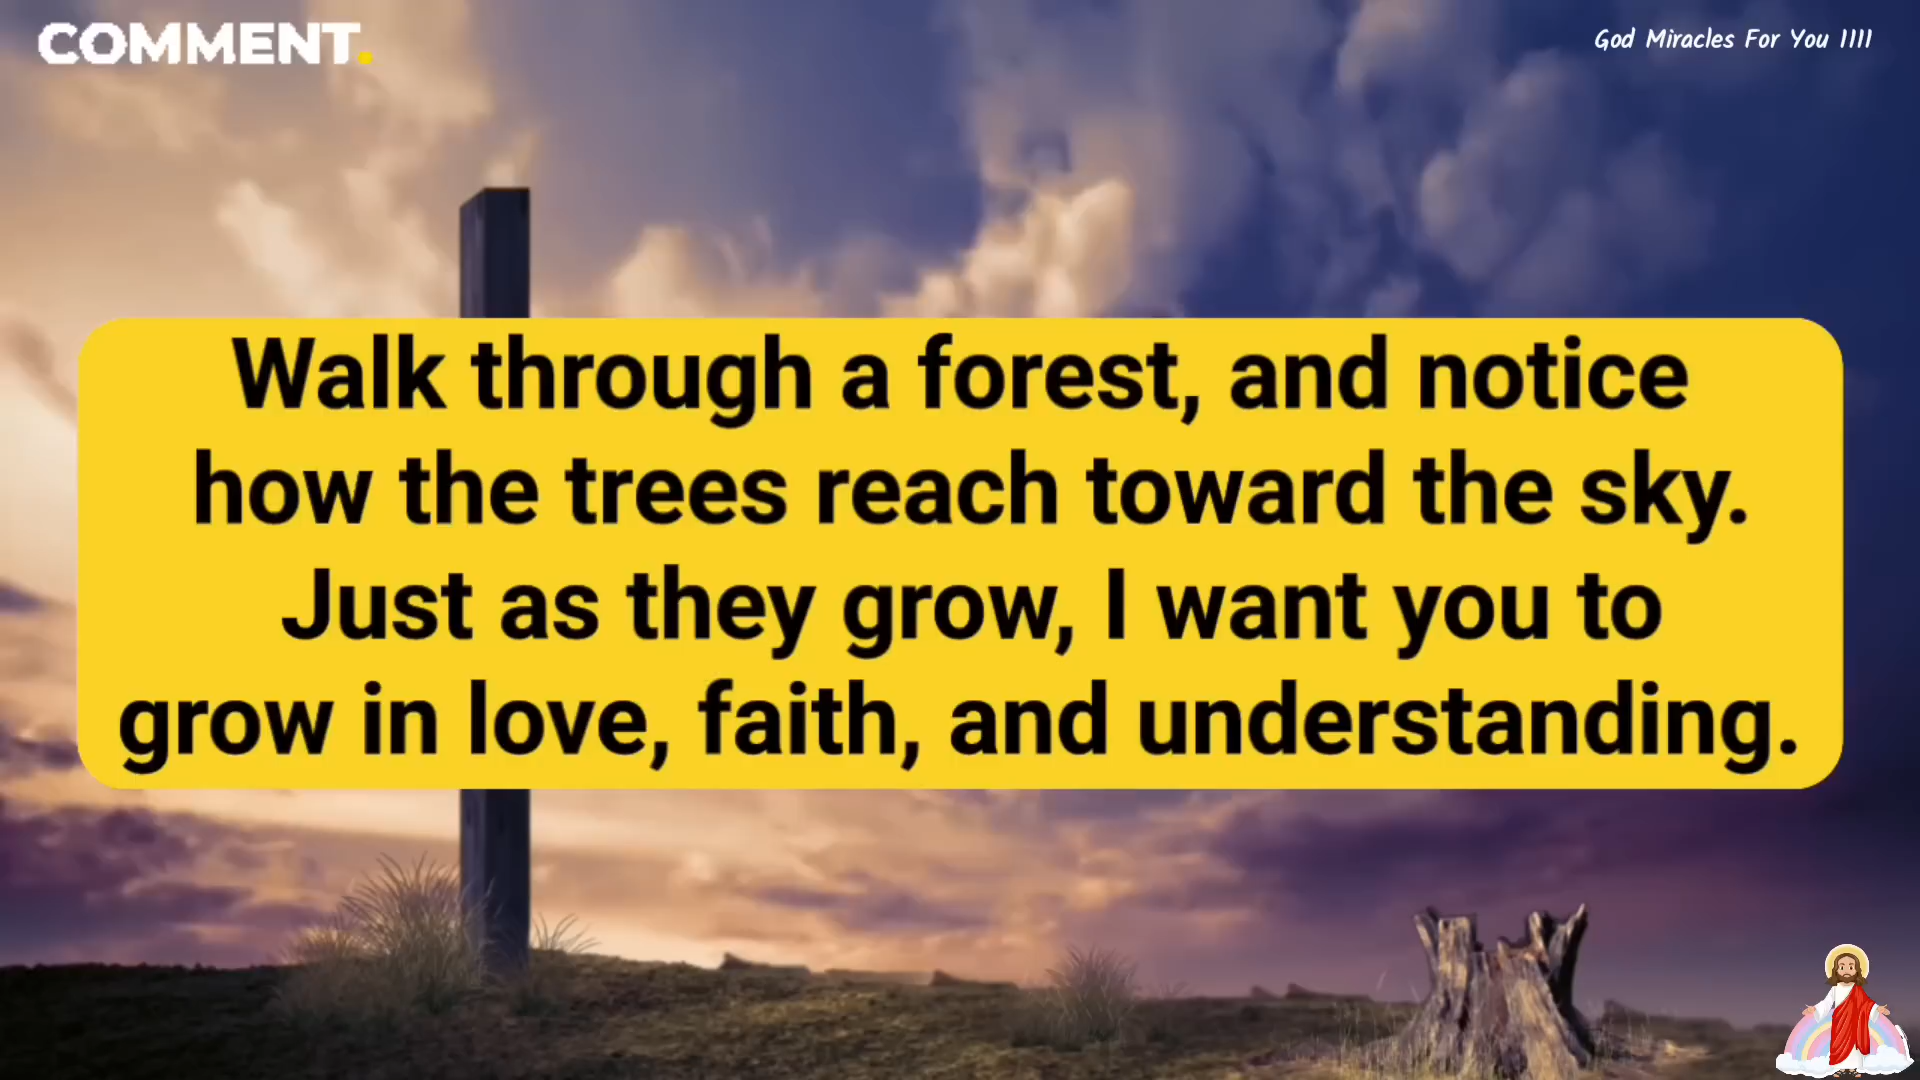 COMMENT.
God Miracles For You 1111
Walk through a forest, and notice
how the trees reach toward the sky.
Just as they grow, I want you to
grow in love, faith, and understanding.